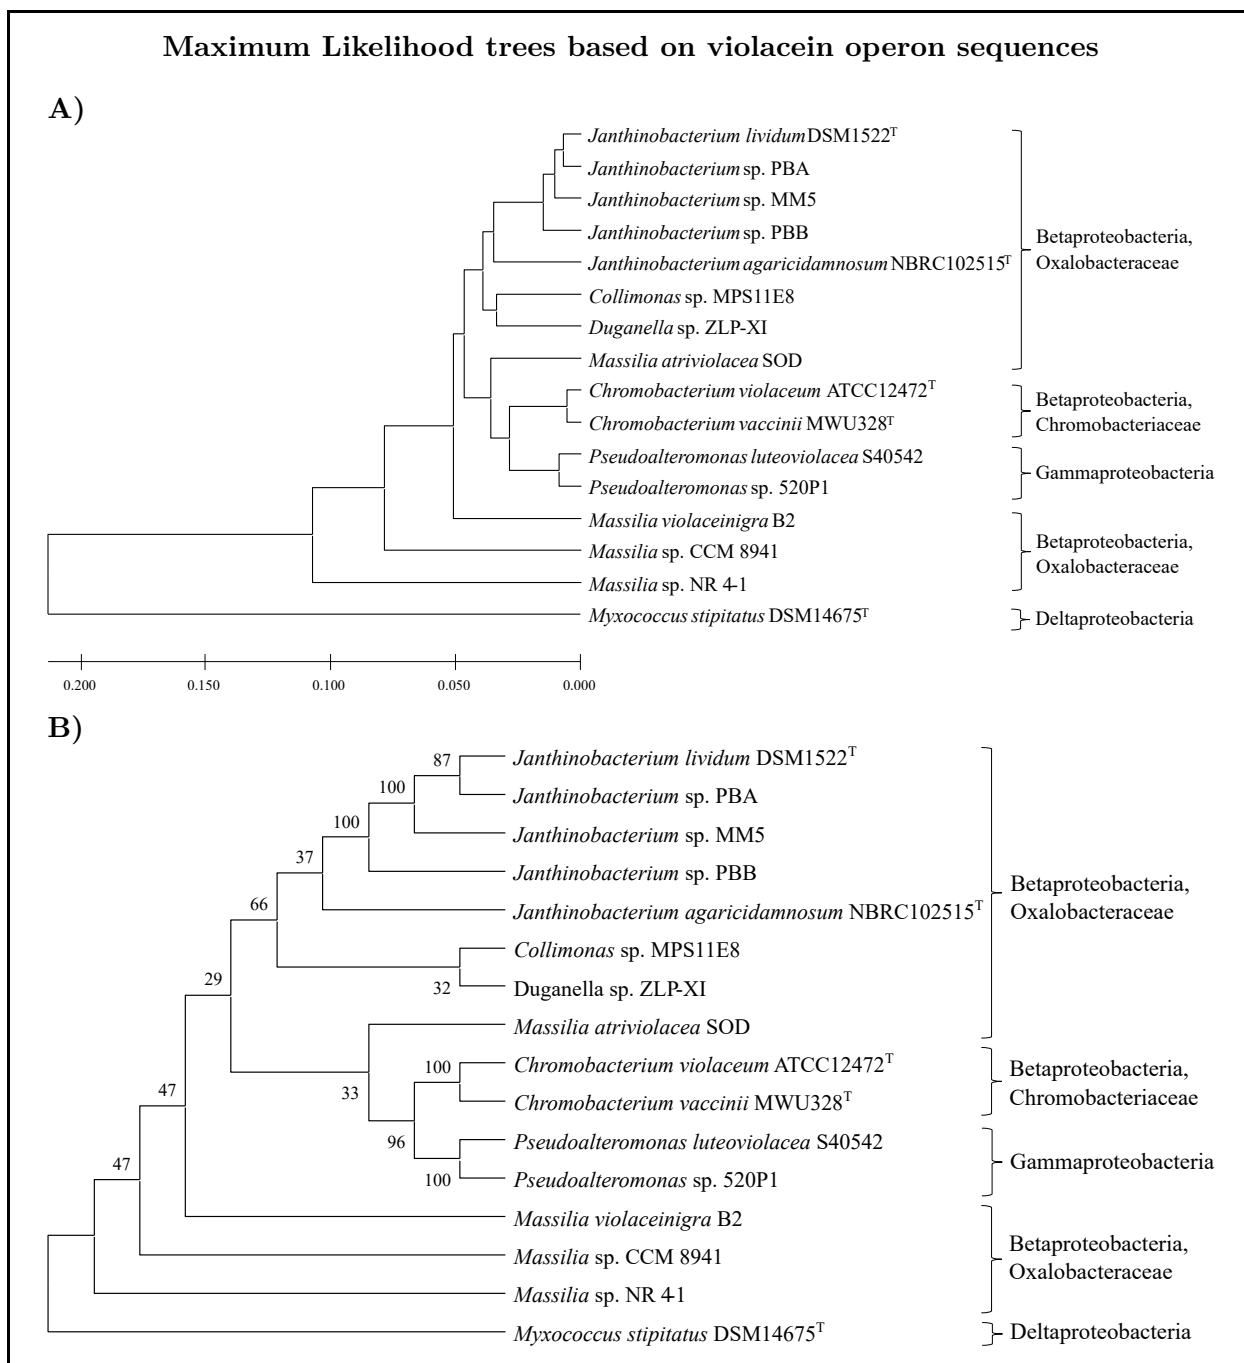 Maximum Likelihood trees based on violacein operon sequences
A)
Janthinobacterium lividum DSM1522T
Janthinobacterium sp. PBA
Janthinobacterium sp. MM5
Janthinobacterium sp. PBB
Janthinobacterium agaricidamnosum NBRC102515T
Collimonas sp. MPS11E8
Duganella sp. ZLP-XI
Massilia atriviolacea SOD
Betaproteobacteria,
Oxalobacteraceae
Chromobacterium violaceum ATCC12472T
Chromobacterium vaccinii MWU328T
Betaproteobacteria,
Chromobacteriaceae
Pseudoalteromonas luteoviolacea S40542
Pseudoalteromonas sp. 520P1
Gammaproteobacteria
Massilia violaceinigra B2
Massilia sp. CCM 8941
Massilia sp. NR 4-1
Betaproteobacteria,
Oxalobacteraceae
Myxococcus stipitatus DSM14675T
Deltaproteobacteria
0.200 0.150 0.100 0.050 0.000
B)
87
100
100
37
66
32
29
33
100
96
100
47
47
Janthinobacterium lividum DSM1522T
Janthinobacterium sp. PBA
Janthinobacterium sp. MM5
Janthinobacterium sp. PBB
Janthinobacterium agaricidamnosum NBRC102515T
Collimonas sp. MPS11E8
Duganella sp. ZLP-XI
Massilia atriviolacea SOD
Betaproteobacteria,
Oxalobacteraceae
Chromobacterium violaceum ATCC12472T
Chromobacterium vaccinii MWU328T
Betaproteobacteria,
Chromobacteriaceae
Pseudoalteromonas luteoviolacea S40542
Pseudoalteromonas sp. 520P1
Gammaproteobacteria
Massilia violaceinigra B2
Massilia sp. CCM 8941
Massilia sp. NR 4-1
Betaproteobacteria,
Oxalobacteraceae
Myxococcus stipitatus DSM14675T
Deltaproteobacteria